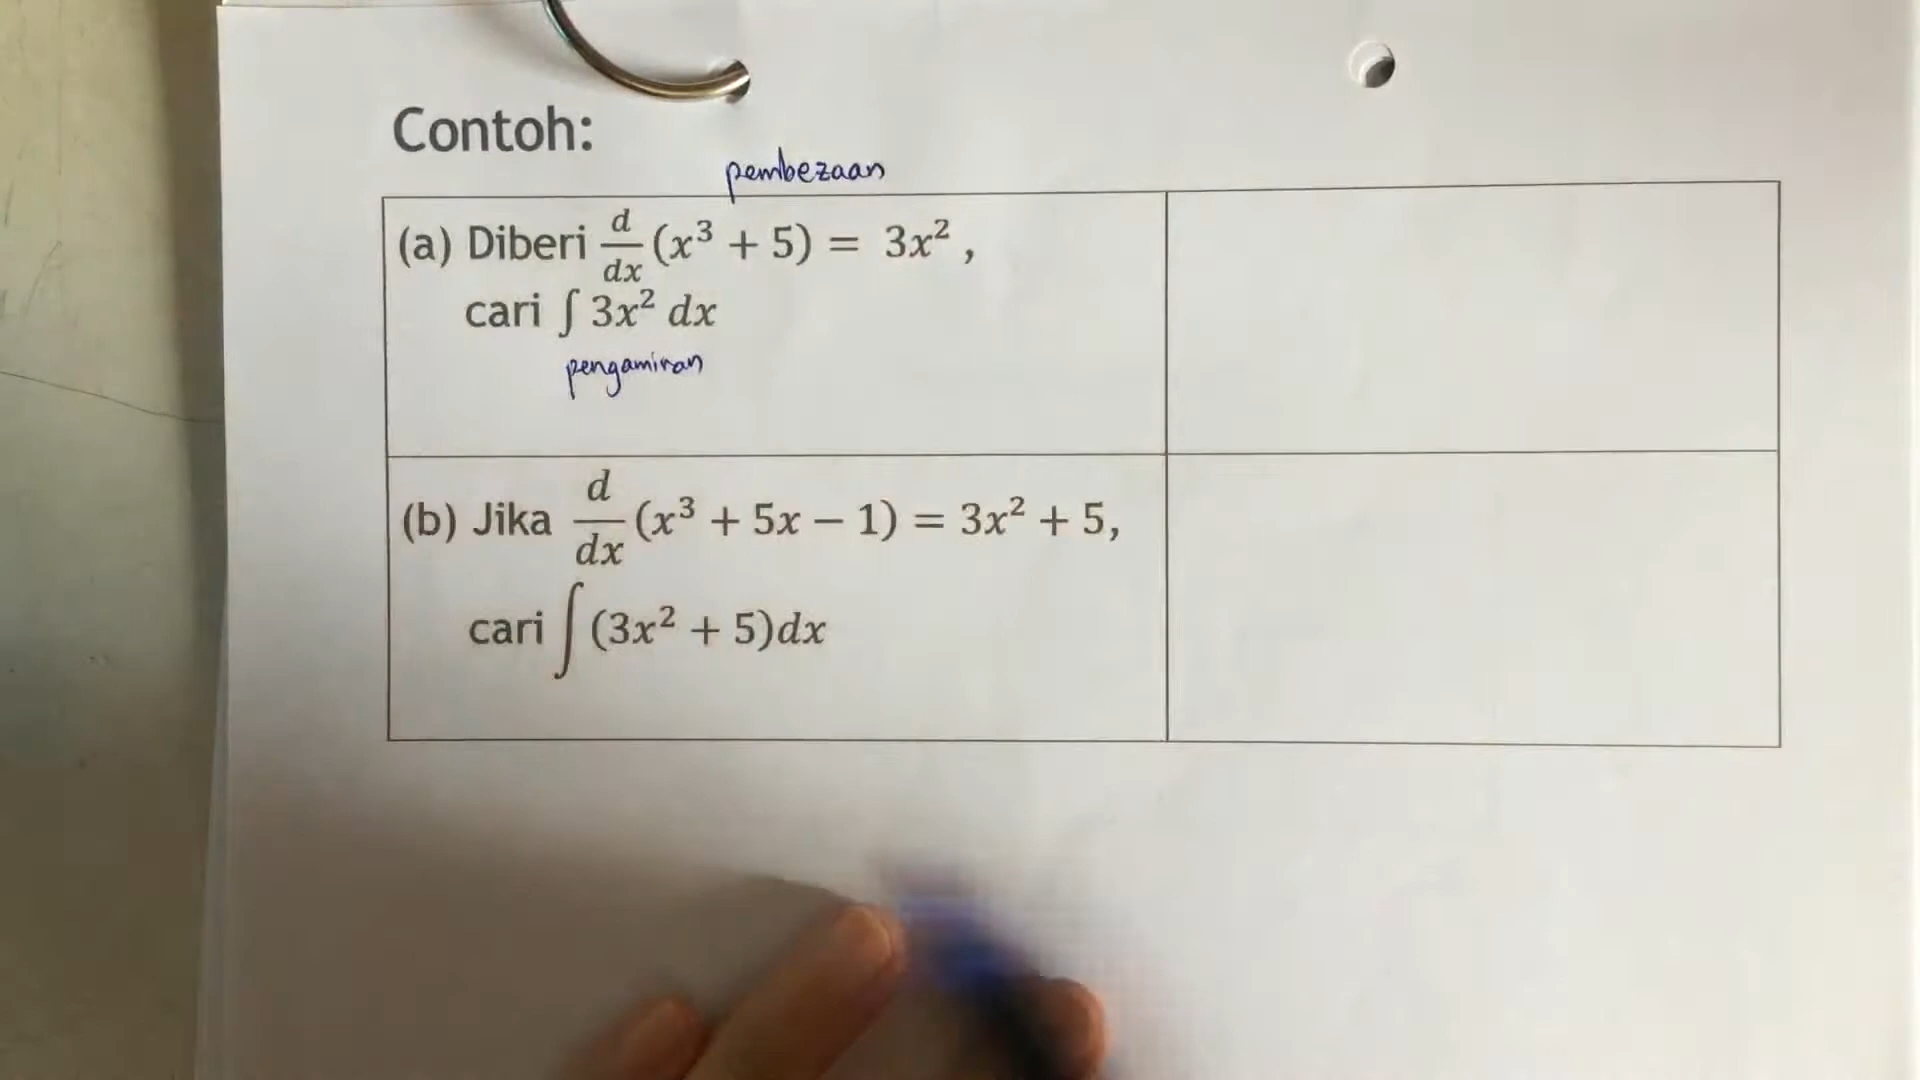 Contoh:
pembezaan
(a) Diberi d/dx (x³ + 5) = 3x² ,
cari ∫ 3x² dx
pengamiran
(b) Jika d/dx (x³ + 5x − 1) = 3x² + 5,
cari ∫ (3x² + 5)dx